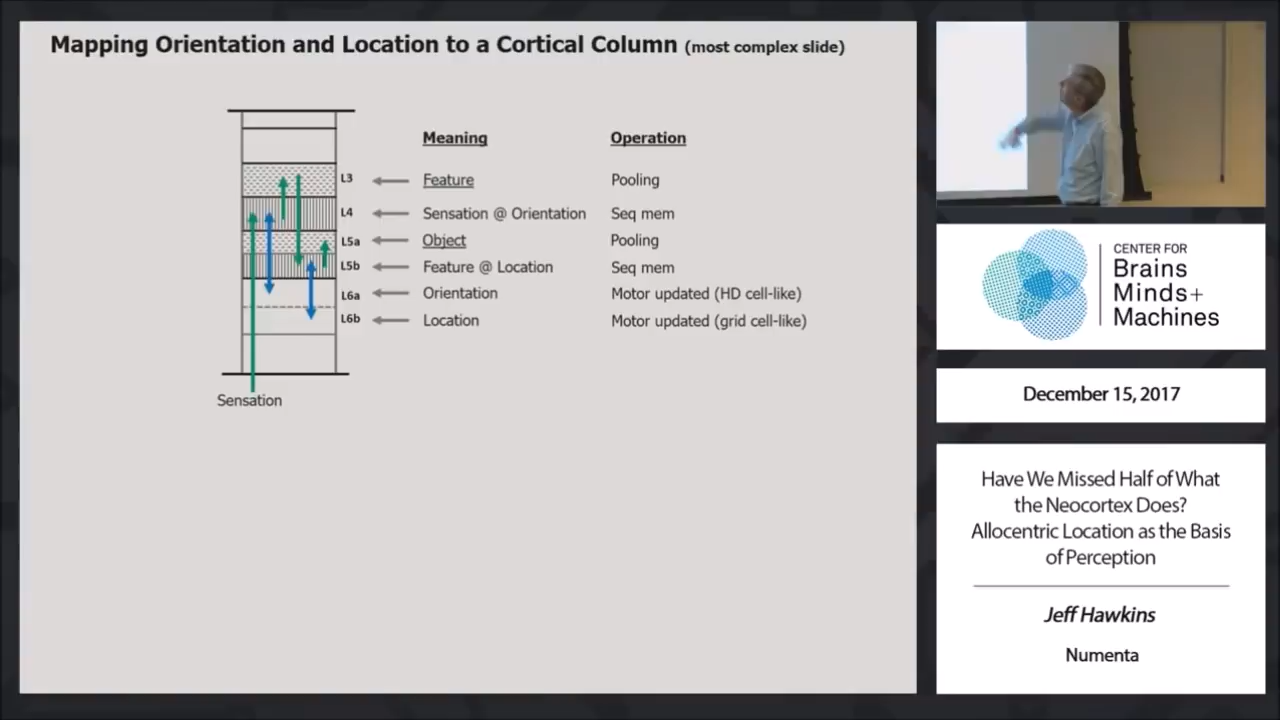 Mapping Orientation and Location to a Cortical Column (most complex slide)
Meaning Operation
L3 Feature Pooling
L4 Sensation @ Orientation Seq mem
L5a Object Pooling
L5b Feature @ Location Seq mem
L6a Orientation Motor updated (HD cell-like)
L6b Location Motor updated (grid cell-like)
Sensation
CENTER FOR
Brains
Minds+
Machines
December 15, 2017
Have We Missed Half of What
the Neocortex Does?
Allocentric Location as the Basis
of Perception
Jeff Hawkins
Numenta